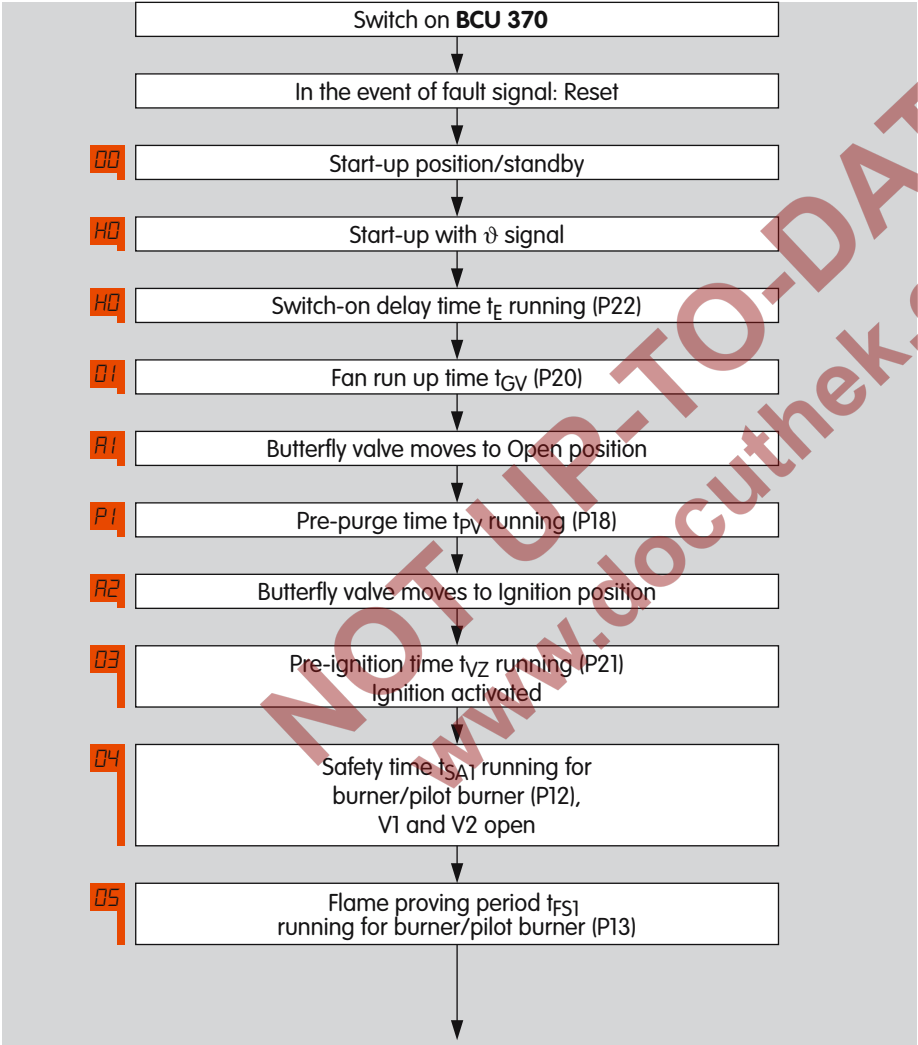 Switch on BCU 370
In the event of fault signal: Reset
00
Start-up position/standby
H0
Start-up with ϑ signal
H0
Switch-on delay time tE running (P22)
01
Fan run up time tGV (P20)
A1
Butterfly valve moves to Open position
P1
Pre-purge time tPV running (P18)
A2
Butterfly valve moves to Ignition position
03
Pre-ignition time tVZ running (P21)
Ignition activated
04
Safety time tSA1 running for
burner/pilot burner (P12),
V1 and V2 open
05
Flame proving period tFS1
running for burner/pilot burner (P13)
NOT UP-TO-DAT
www.docuthek.c